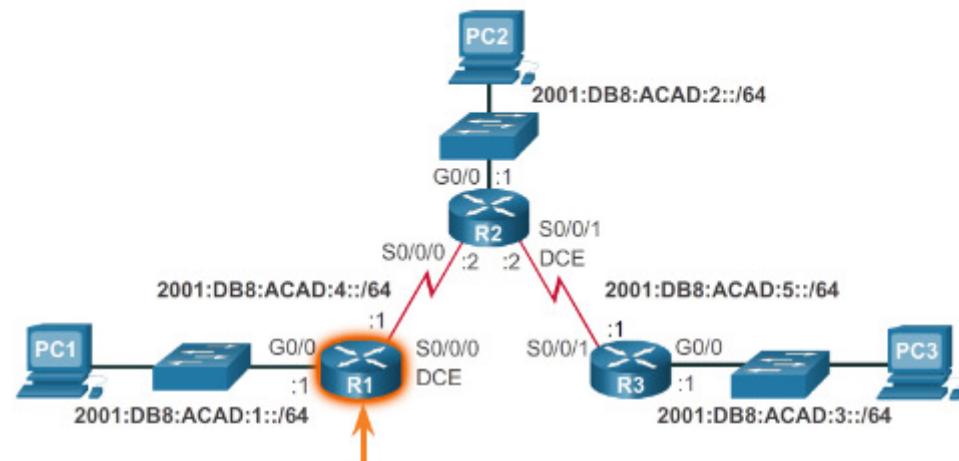 PC2
2001:DB8:ACAD:2::/64
G0/0 :1
R2
S0/0/1
S0/0/0
:2 :2 DCE
2001:DB8:ACAD:4::/64
2001:DB8:ACAD:5::/64
:1
:1
PC1
G0/0
S0/0/0
S0/0/1
G0/0
PC3
:1
R1
DCE
R3
:1
2001:DB8:ACAD:1::/64
2001:DB8:ACAD:3::/64